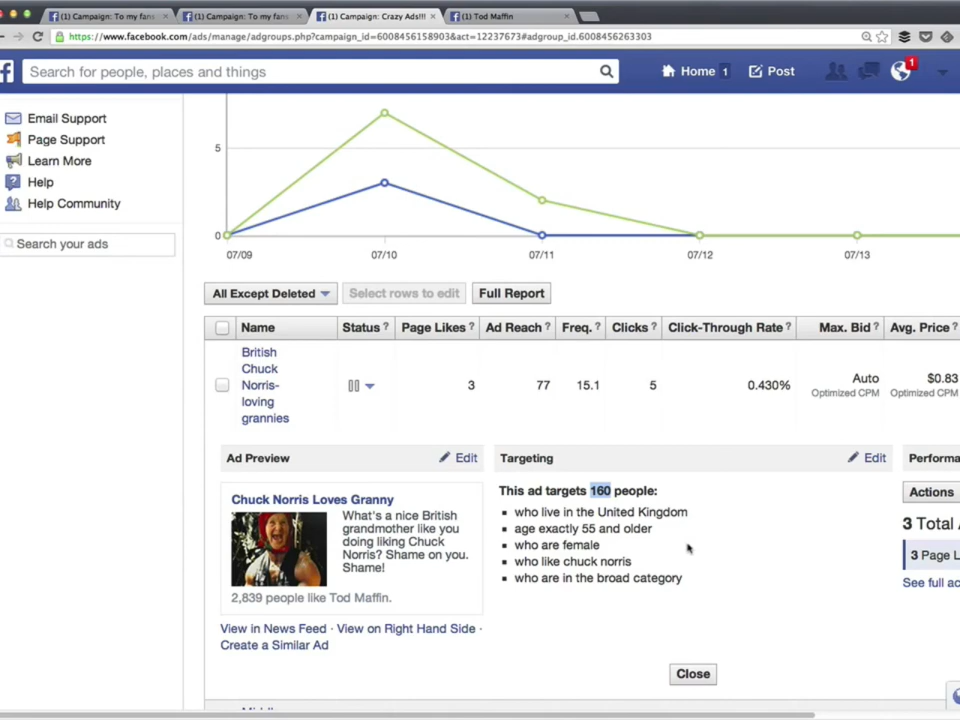 (1) Campaign: To my fans
(1) Campaign: To my fans
(1) Campaign: Crazy Ads!!!
(1) Tod Maffin
https://www.facebook.com/ads/manage/adgroups.php?campaign_id=6008456158903&act=12237673#adgroup_id.6008456263303
Search for people, places and things
Home 1
Post
1
Email Support
Page Support
Learn More
Help
Help Community
Search your ads
5
0
07/09 07/10 07/11 07/12 07/13
All Except Deleted
Select rows to edit
Full Report
Name Status ? Page Likes ? Ad Reach ? Freq. ? Clicks ? Click-Through Rate ? Max. Bid ? Avg. Price ?
British
Chuck
Norris-
loving
grannies
3 77 15.1 5 0.430%
Auto
Optimized CPM
$0.83
Optimized CPM
Ad Preview Edit
Chuck Norris Loves Granny
What's a nice British
grandmother like you
doing liking Chuck
Norris? Shame on you.
Shame!
2,839 people like Tod Maffin.
View in News Feed · View on Right Hand Side ·
Create a Similar Ad
Targeting Edit
This ad targets 160 people:
who live in the United Kingdom
age exactly 55 and older
who are female
who like chuck norris
who are in the broad category
Close
Performa
Actions
3 Total
3 Page L
See full ac